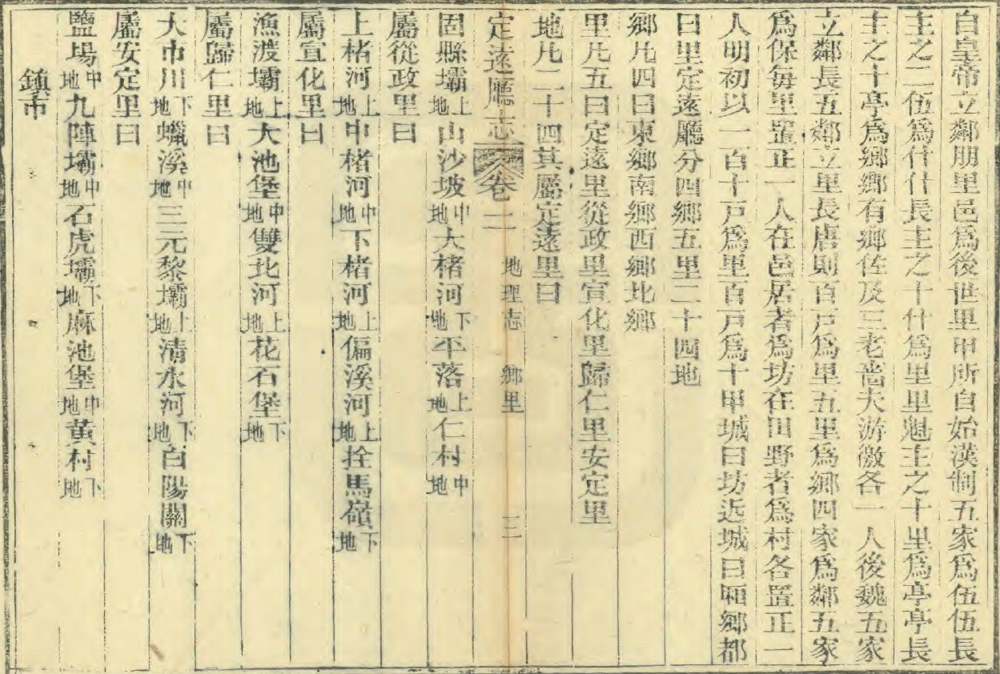 自皇帝立鄰朋里邑爲後世里甲所自始漢制五家爲伍伍長
主之二伍爲什什長主之十什爲里里魁主之十里爲亭亭長
主之十亭爲鄉鄉有鄉佐及三老嗇夫游徼各一人後魏五家
立鄰長五鄰立里長唐則百戸爲里五里爲鄉四家爲鄰五家
爲保每里置正一人在邑居者爲坊在田野者爲村各置正一
人明初以一百十戸爲里百戸爲十甲城曰坊近城曰廂鄉都
曰里定遠廳分四鄉五里二十四地
鄉凡四曰東鄉南鄉西鄉北鄉
里凡五曰定遠里從政里宣化里歸仁里安定里
地凡二十四其屬定遠里曰
定遠廳志 卷二 地理志 鄉里 三
固縣壩上地山沙坡中地大楮河下地平落上地仁村中地
屬從政里曰
上楮河上地中楮河中地下楮河上地偏溪河上地拴馬嶺下地
屬宣化里曰
漁渡壩上地大池堡中地雙北河上地花石堡下地
屬歸仁里曰
大市川下地蠟溪中地三元黎壩上地清水河下地白陽關下地
屬安定里曰
鹽場中地九陣壩中地石虎壩下地麻池堡中地黃村下地
鎮市